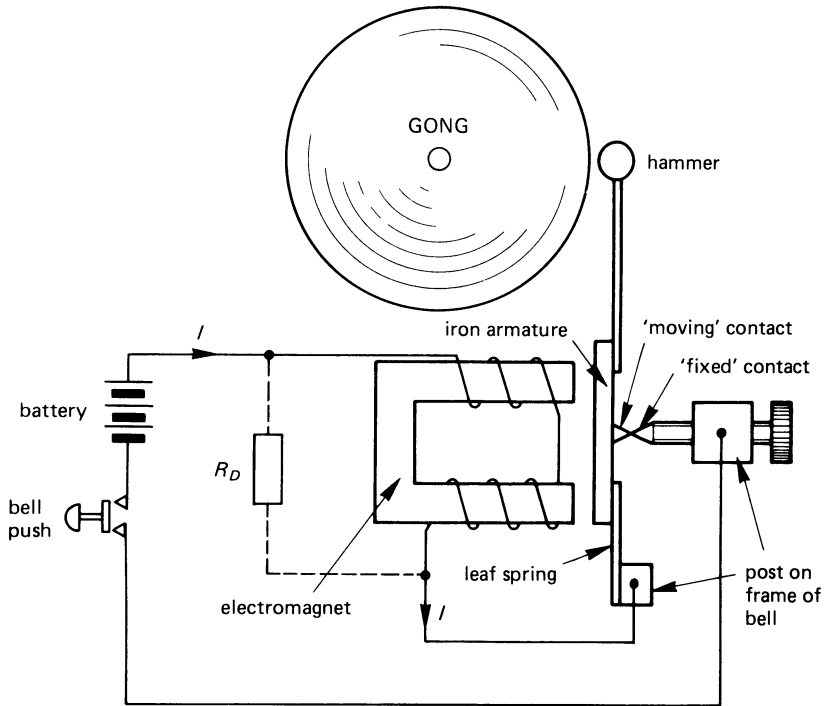 GONG
hammer
iron armature
'moving' contact
'fixed' contact
I
battery
R_D
bell
push
leaf spring
electromagnet
I
post on
frame of
bell